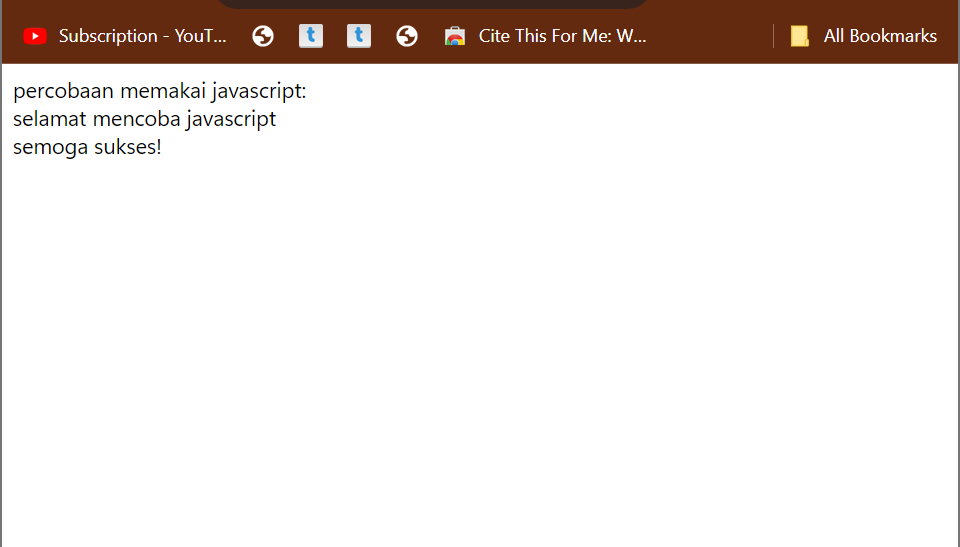 Subscription - YouT...
t
t
Cite This For Me: W...
All Bookmarks
percobaan memakai javascript:
selamat mencoba javascript
semoga sukses!